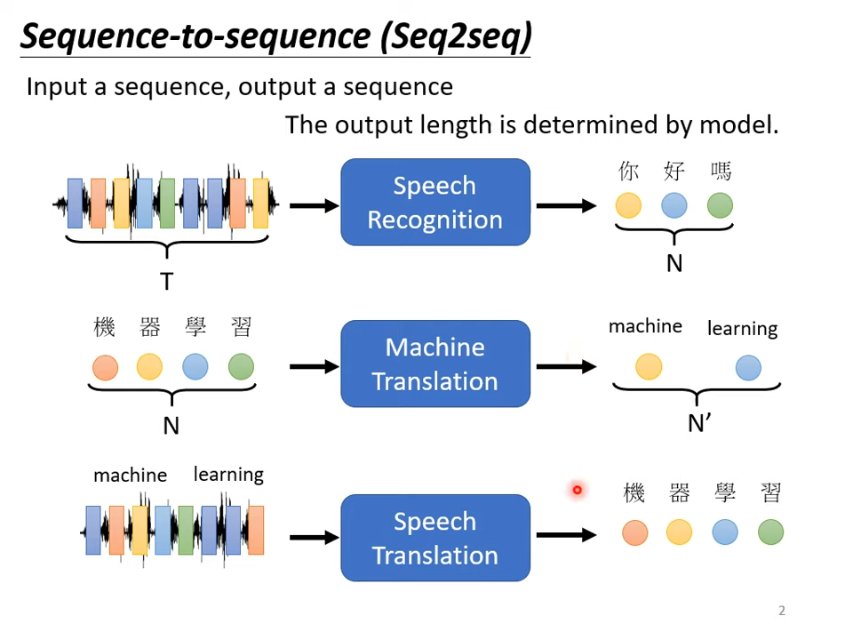 Sequence-to-sequence (Seq2seq)
Input a sequence, output a sequence
The output length is determined by model.
你 好 嗎
Speech
Recognition
T
N
機 器 學 習
machine learning
Machine
Translation
N
N’
machine learning
機 器 學 習
Speech
Translation
2